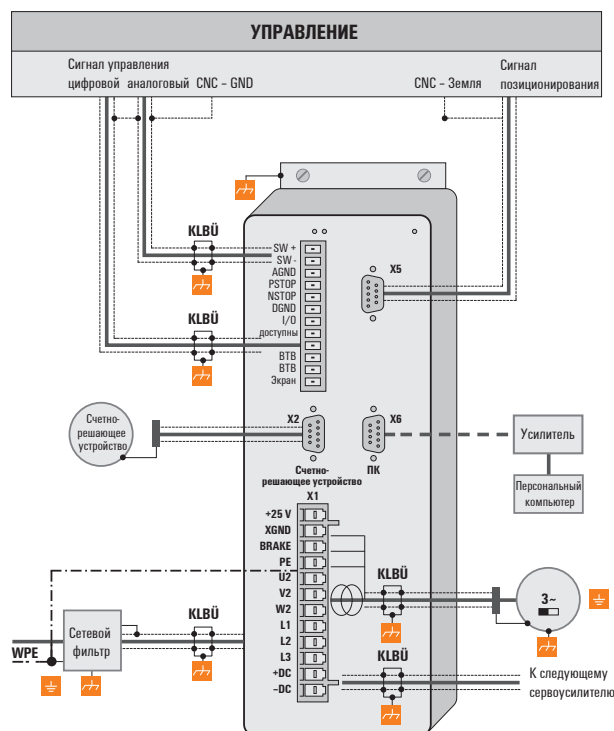 УПРАВЛЕНИЕ
Сигнал управления
цифровой аналоговый CNC – GND
CNC – Земля
Сигнал
позиционирования
KLBÜ
SW +
SW -
AGND
PSTOP
NSTOP
DGND
I/O
доступны
BTB
BTB
Экран
X5
KLBÜ
Счетно-
решающее
устройство
X2
X6
Усилитель
Персональный
компьютер
Счетно-
решающее устройство
ПК
X1
+25 V
XGND
BRAKE
PE
U2
V2
W2
L1
L2
L3
+DC
–DC
KLBÜ
3~
KLBÜ
Сетевой
фильтр
WPE
KLBÜ
К следующему
сервоусилителю